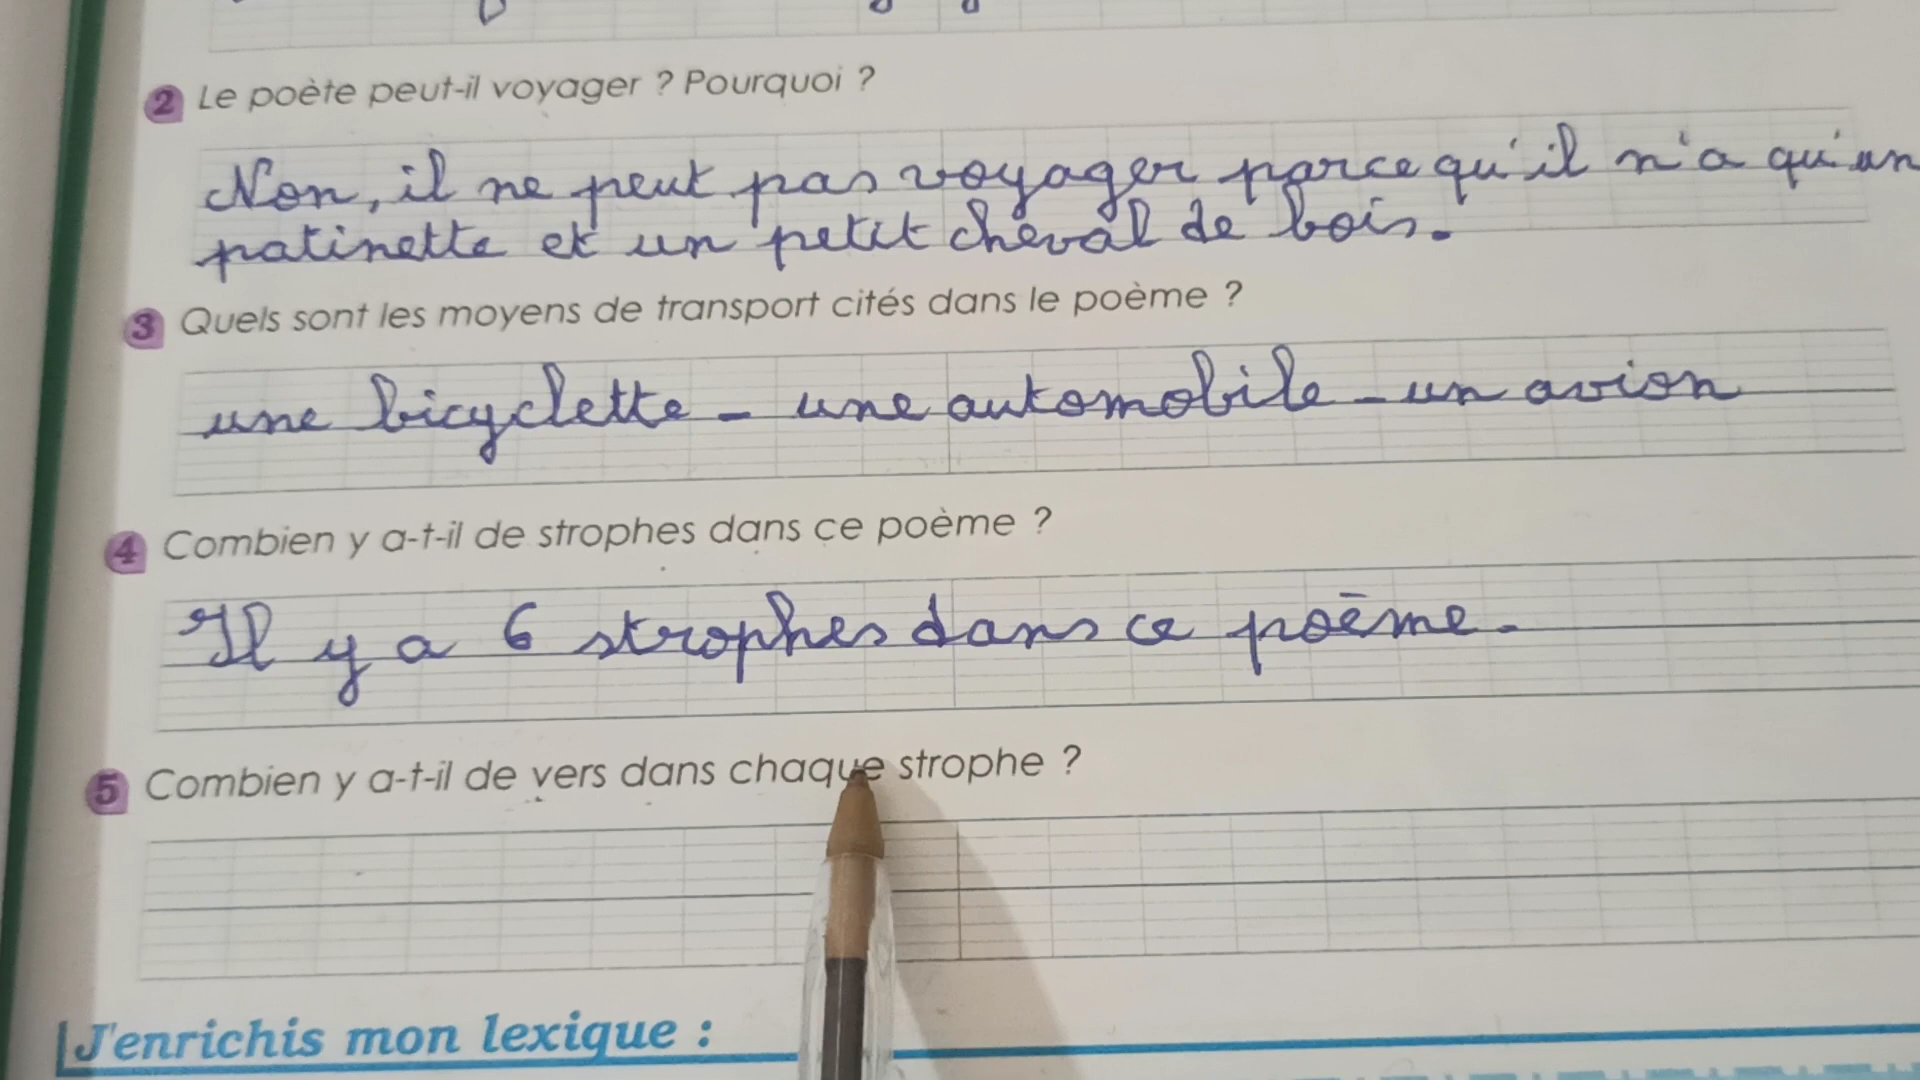 2 Le poète peut-il voyager ? Pourquoi ?
Non, il ne peut pas voyager parce qu'il n'a qu'un
patinette et un petit cheval de bois.
3 Quels sont les moyens de transport cités dans le poème ?
une bicyclette - une automobile - un avion
4 Combien y a-t-il de strophes dans ce poème ?
Il y a 6 strophes dans ce poème.
5 Combien y a-t-il de vers dans chaque strophe ?
J'enrichis mon lexique :